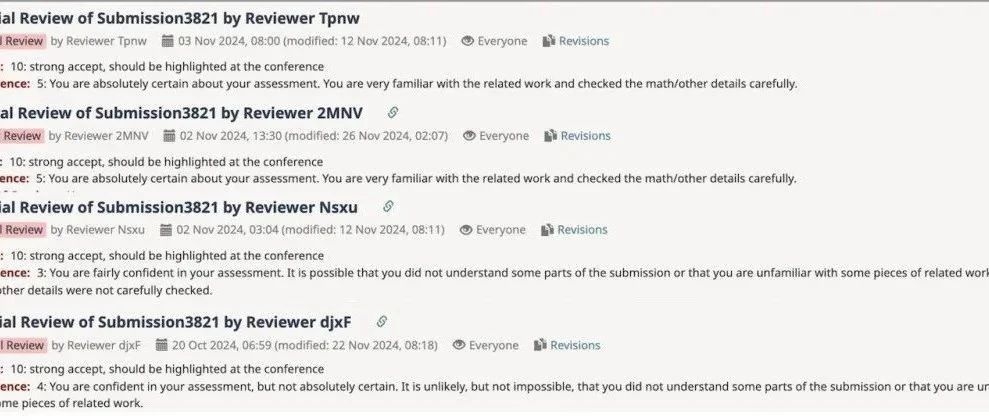 ial Review of Submission3821 by Reviewer Tpnw
l Review by Reviewer Tpnw 03 Nov 2024, 08:00 (modified: 12 Nov 2024, 08:11) Everyone Revisions
: 10: strong accept, should be highlighted at the conference
ence: 5: You are absolutely certain about your assessment. You are very familiar with the related work and checked the math/other details carefully.
al Review of Submission3821 by Reviewer 2MNV
Review by Reviewer 2MNV 02 Nov 2024, 13:30 (modified: 26 Nov 2024, 02:07) Everyone Revisions
: 10: strong accept, should be highlighted at the conference
ence: 5: You are absolutely certain about your assessment. You are very familiar with the related work and checked the math/other details carefully.
ial Review of Submission3821 by Reviewer Nsxu
l Review by Reviewer Nsxu 02 Nov 2024, 03:04 (modified: 12 Nov 2024, 08:11) Everyone Revisions
: 10: strong accept, should be highlighted at the conference
ence: 3: You are fairly confident in your assessment. It is possible that you did not understand some parts of the submission or that you are unfamiliar with some pieces of related work
other details were not carefully checked.
ial Review of Submission3821 by Reviewer djxF
l Review by Reviewer djxF 20 Oct 2024, 06:59 (modified: 22 Nov 2024, 08:18) Everyone Revisions
: 10: strong accept, should be highlighted at the conference
ence: 4: You are confident in your assessment, but not absolutely certain. It is unlikely, but not impossible, that you did not understand some parts of the submission or that you are un
ome pieces of related work.